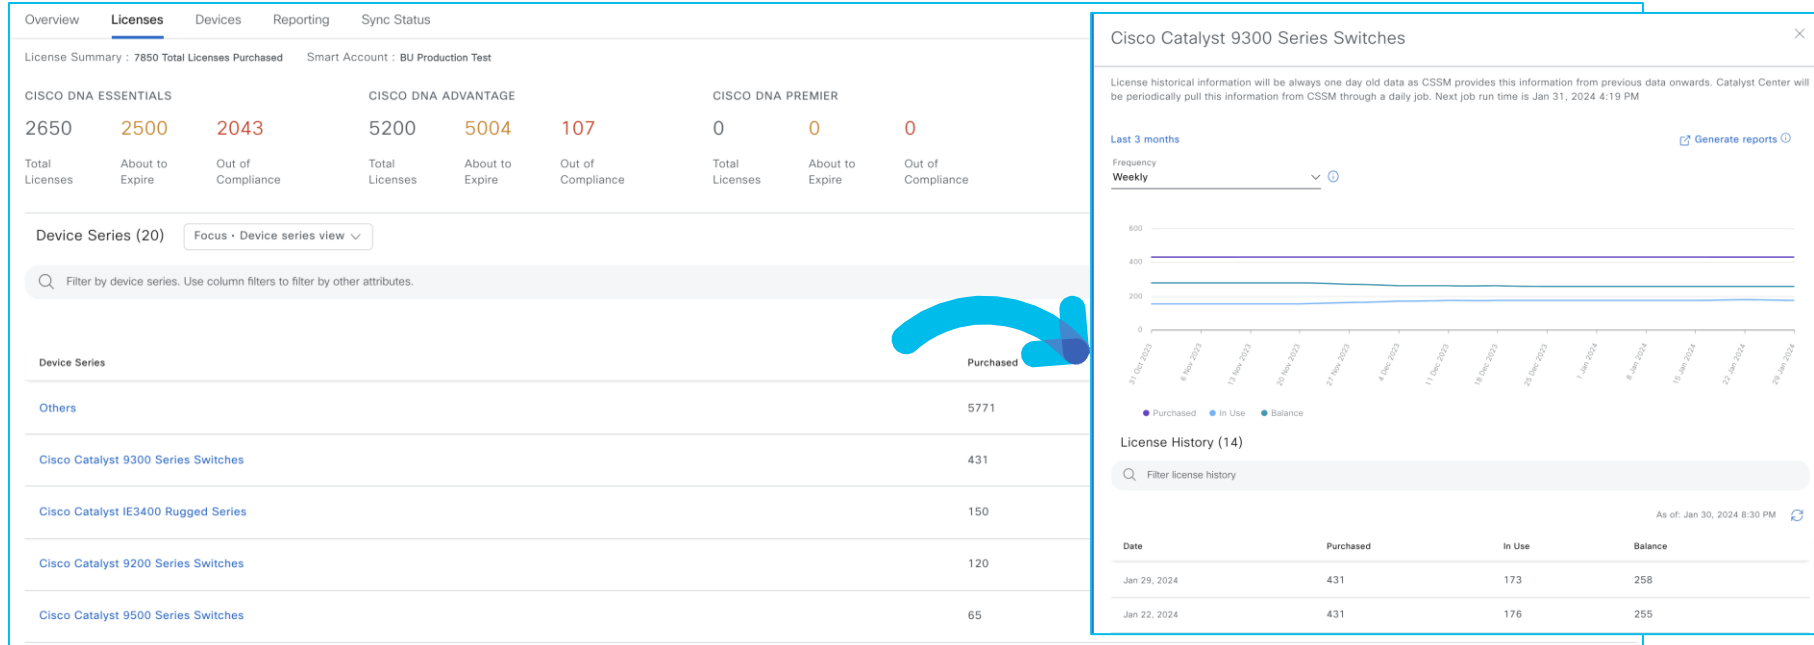 Overview Licenses Devices Reporting Sync Status
License Summary : 7850 Total Licenses Purchased Smart Account : BU Production Test
CISCO DNA ESSENTIALS CISCO DNA ADVANTAGE CISCO DNA PREMIER
2650 2500 2043 5200 5004 107 0 0 0
Total About to Out of Total About to Out of Total About to Out of
Licenses Expire Compliance Licenses Expire Compliance Licenses Expire Compliance
Device Series (20) Focus · Device series view
Filter by device series. Use column filters to filter by other attributes.
Device Series Purchased
Others 5771
Cisco Catalyst 9300 Series Switches 431
Cisco Catalyst IE3400 Rugged Series 150
Cisco Catalyst 9200 Series Switches 120
Cisco Catalyst 9500 Series Switches 65
Cisco Catalyst 9300 Series Switches
License historical information will be always one day old data as CSSM provides this information from previous data onwards. Catalyst Center will
be periodically pull this information from CSSM through a daily job. Next job run time is Jan 31, 2024 4:19 PM
Last 3 months Generate reports
Frequency
Weekly
600
400
200
0
31 Oct 2023 6 Nov 2023 13 Nov 2023 20 Nov 2023 27 Nov 2023 4 Dec 2023 11 Dec 2023 18 Dec 2023 25 Dec 2023 1 Jan 2024 8 Jan 2024 15 Jan 2024 22 Jan 2024 29 Jan 2024
Purchased In Use Balance
License History (14)
Filter license history
As of: Jan 30, 2024 8:30 PM
Date Purchased In Use Balance
Jan 29, 2024 431 173 258
Jan 22, 2024 431 176 255